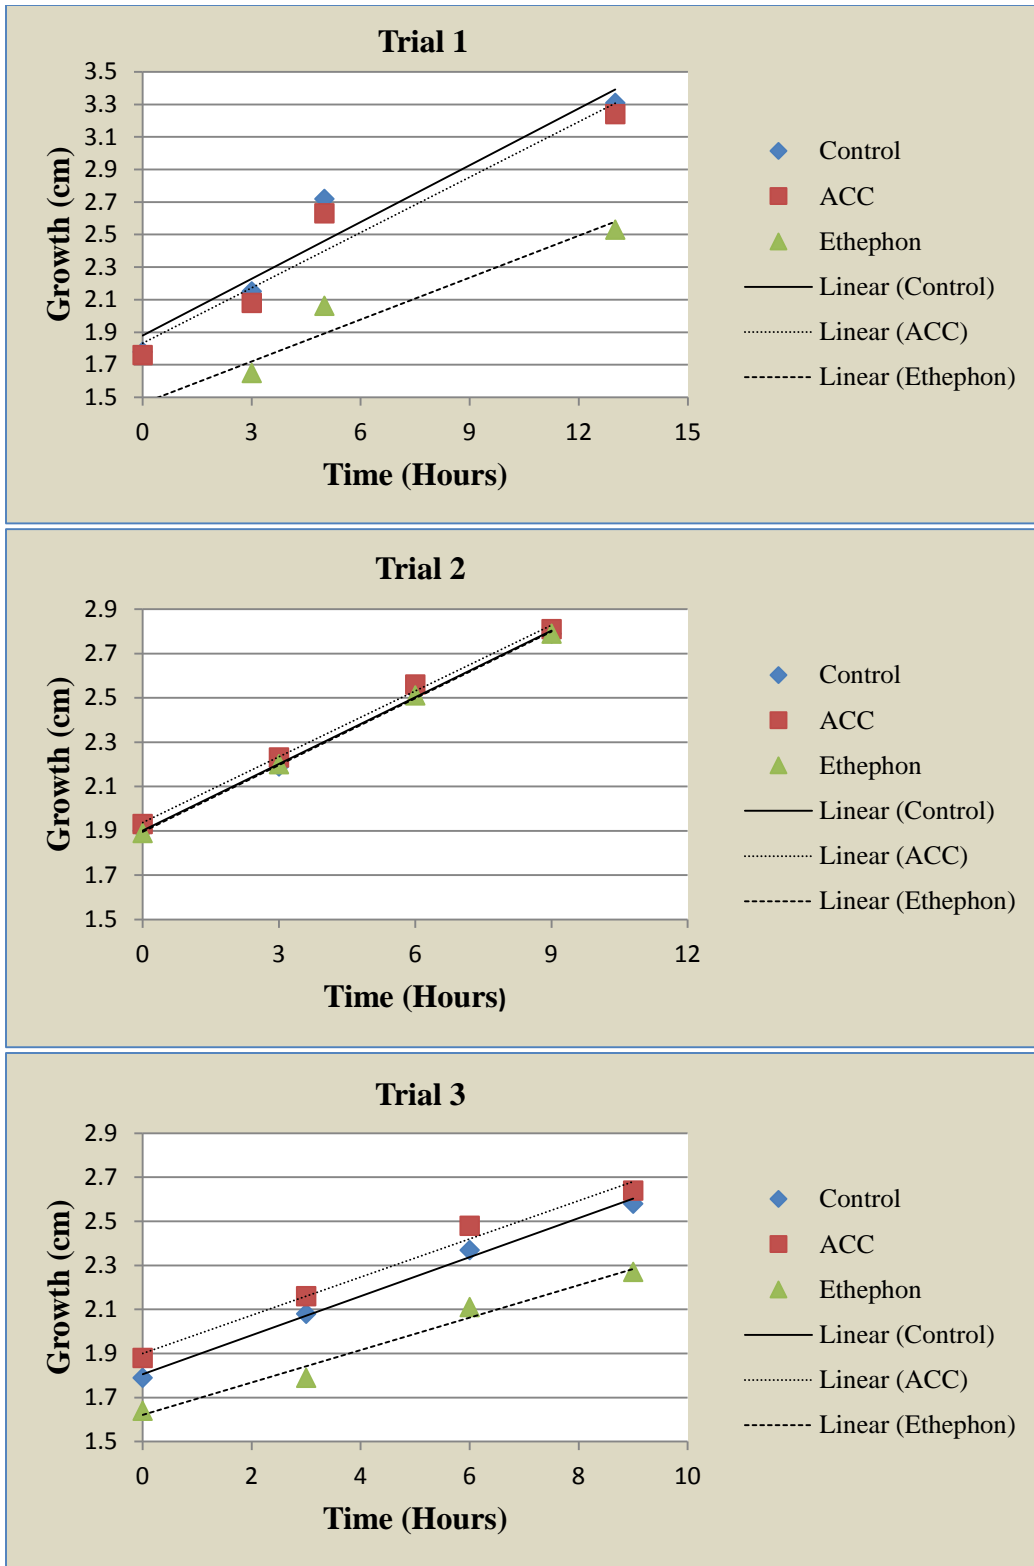 Trial 1
3.5
3.3
3.1
2.9
2.7
2.5
2.3
2.1
1.9
1.7
1.5
Growth (cm)
0 3 6 9 12 15
Time (Hours)
Control
ACC
Ethephon
Linear (Control)
Linear (ACC)
Linear (Ethephon)
Trial 2
2.9
2.7
2.5
2.3
2.1
1.9
1.7
1.5
Growth (cm)
0 3 6 9 12
Time (Hours)
Control
ACC
Ethephon
Linear (Control)
Linear (ACC)
Linear (Ethephon)
Trial 3
2.9
2.7
2.5
2.3
2.1
1.9
1.7
1.5
Growth (cm)
0 2 4 6 8 10
Time (Hours)
Control
ACC
Ethephon
Linear (Control)
Linear (ACC)
Linear (Ethephon)